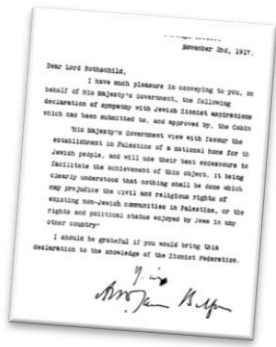 November 2nd, 1917.
Dear Lord Rothschild,
I have much pleasure in conveying to you, on
behalf of His Majesty's Government, the following
declaration of sympathy with Jewish Zionist aspirations
which has been submitted to, and approved by, the Cabin
"His Majesty's Government view with favour the
establishment in Palestine of a national home for th
Jewish people, and will use their best endeavours to
facilitate the achievement of this object, it being
clearly understood that nothing shall be done which
may prejudice the civil and religious rights of
existing non-Jewish communities in Palestine, or the
rights and political status enjoyed by Jews in any
other country"
I should be grateful if you would bring this
declaration to the knowledge of the Zionist Federation.